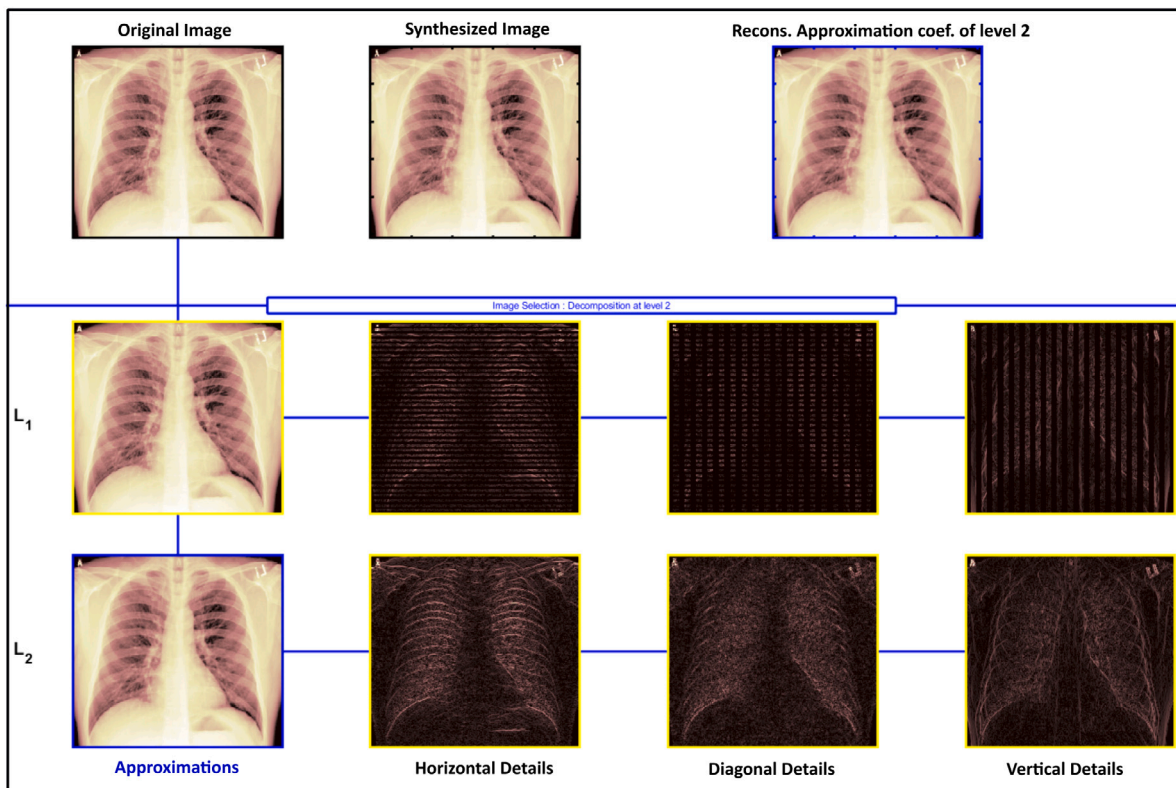 Original Image
Synthesized Image
Recons. Approximation coef. of level 2
Image Selection : Decomposition at level 2
L1
L2
Approximations
Horizontal Details
Diagonal Details
Vertical Details